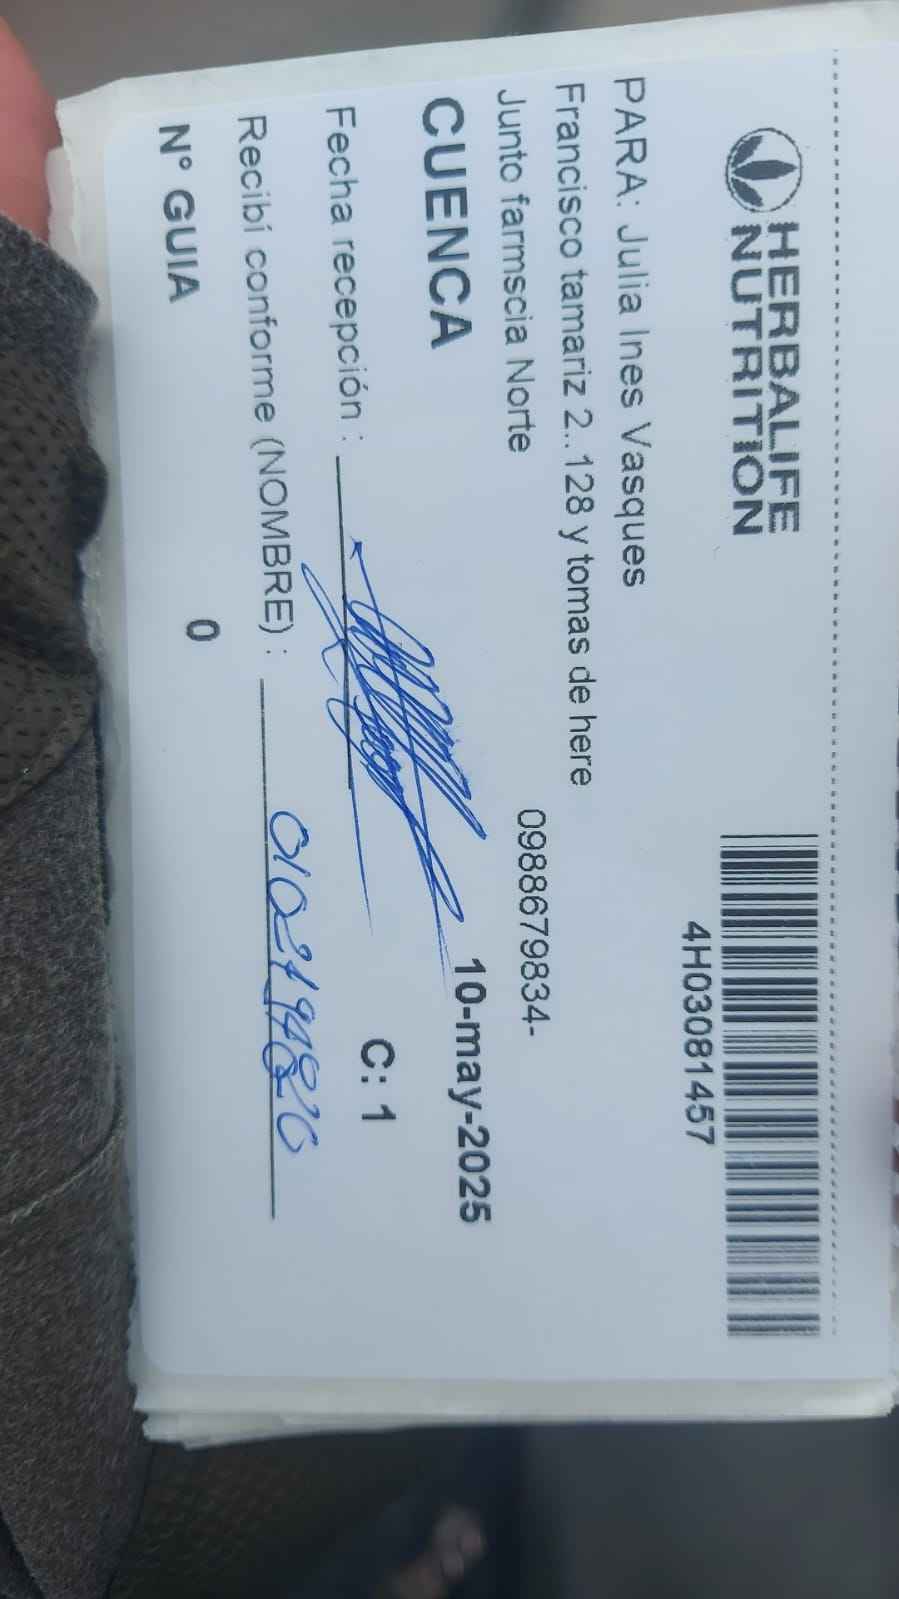 HERBALIFE
NUTRITION
4H03081457
PARA: Julia Ines Vasques
Francisco tamariz 2.. 128 y tomas de here
Junto farmscia Norte
0988679834-
CUENCA
10-may-2025
Fecha recepción :
C: 1
Recibí conforme (NOMBRE) :
N° GUIA 0